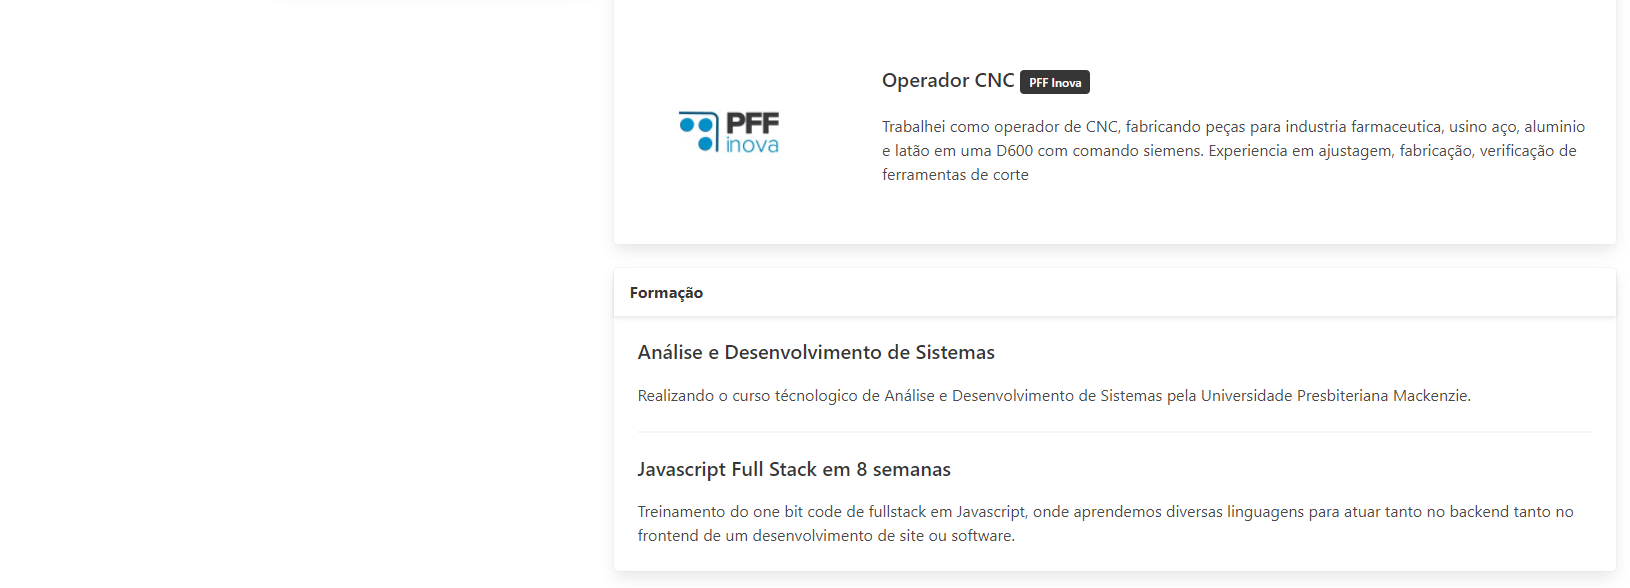 Operador CNC PFF Inova
PFF
inova
Trabalhei como operador de CNC, fabricando peças para industria farmaceutica, usino aço, aluminio
e latão em uma D600 com comando siemens. Experiencia em ajustagem, fabricação, verificação de
ferramentas de corte
Formação
Análise e Desenvolvimento de Sistemas
Realizando o curso técnologico de Análise e Desenvolvimento de Sistemas pela Universidade Presbiteriana Mackenzie.
Javascript Full Stack em 8 semanas
Treinamento do one bit code de fullstack em Javascript, onde aprendemos diversas linguagens para atuar tanto no backend tanto no
frontend de um desenvolvimento de site ou software.